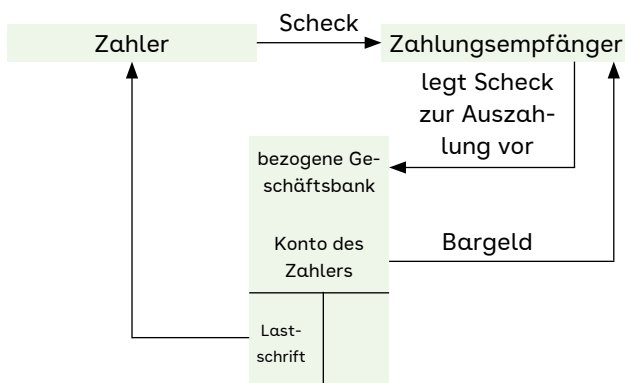 Scheck
Zahler
Zahlungsempfänger
legt Scheck
zur Auszah-
lung vor
bezogene Ge-
schäftsbank
Konto des
Zahlers
Bargeld
Last-
schrift